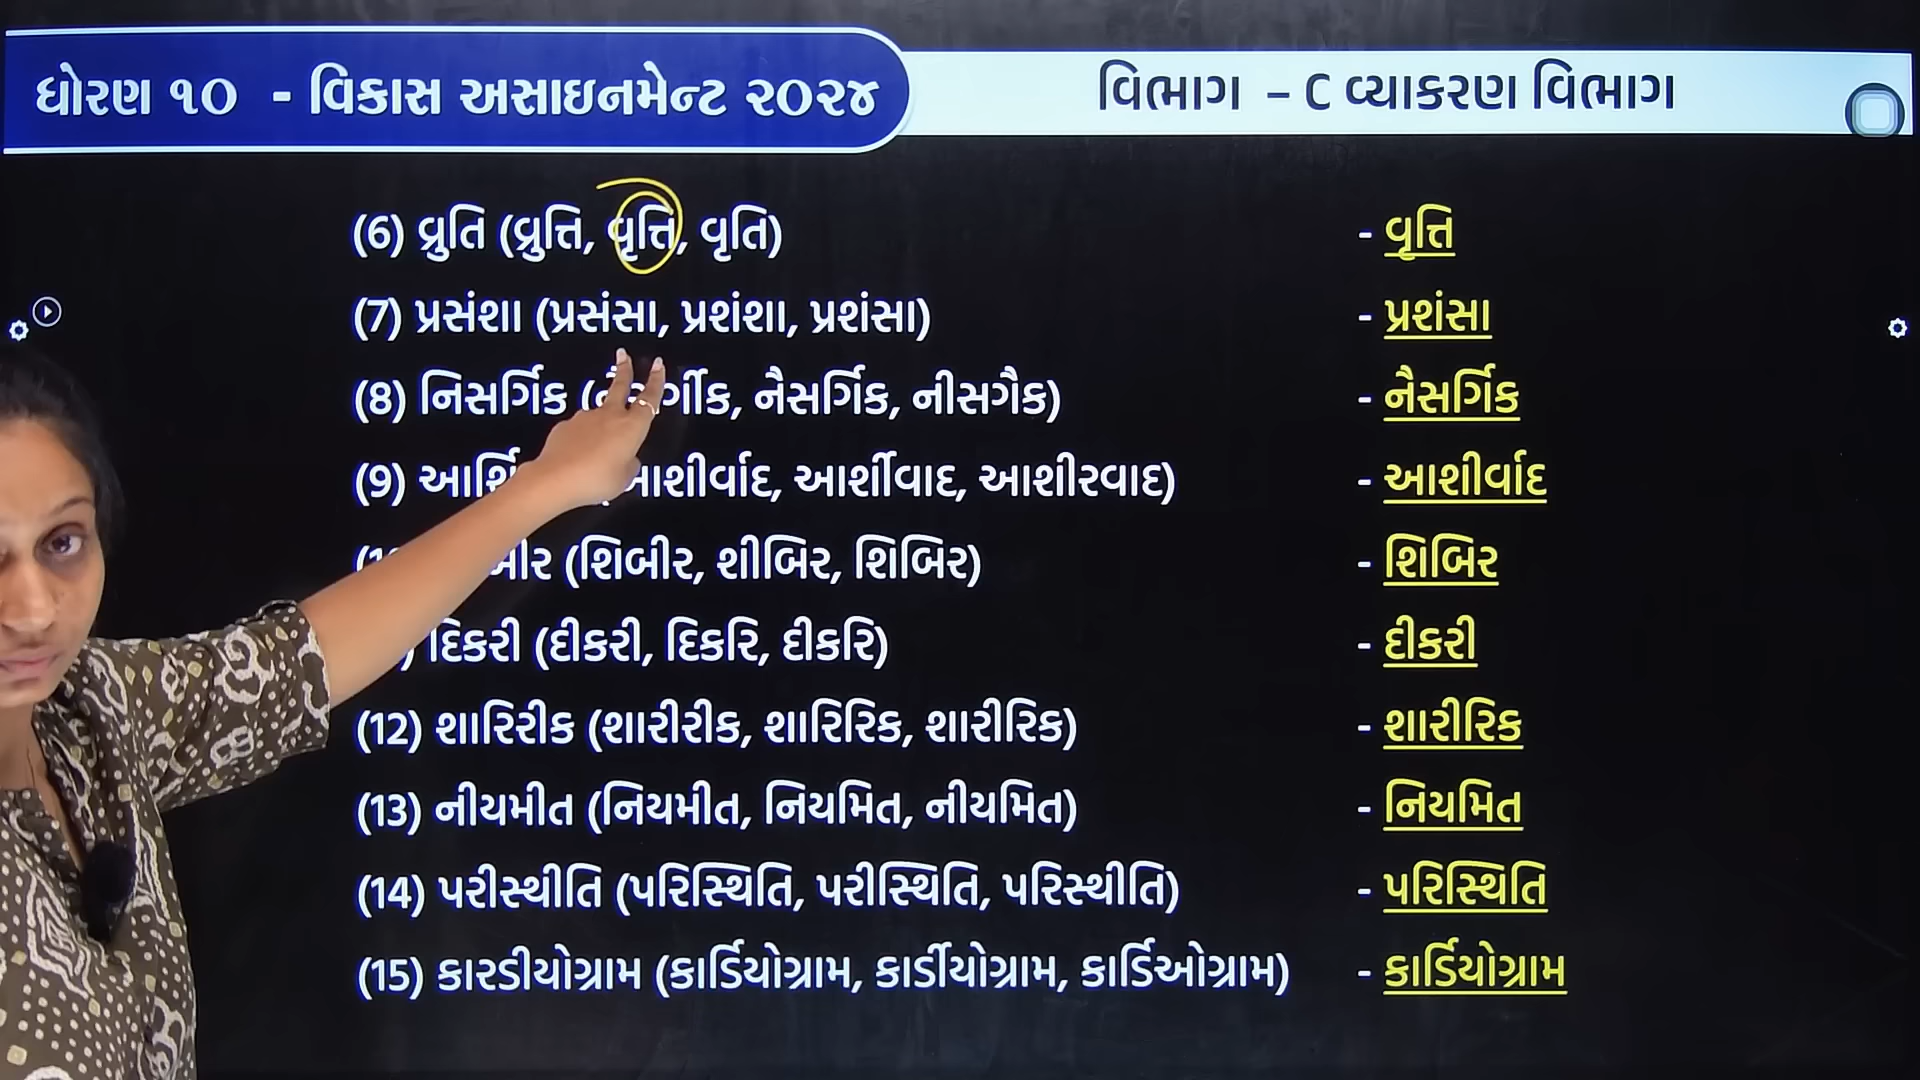 ધોરણ ૧૦ - વિકાસ અસાઇનમેન્ટ ૨૦૨૪
વિભાગ – C વ્યાકરણ વિભાગ
(6) વ્રુતિ (વ્રુત્તિ, વૃત્તિ, વૃતિ) - વૃત્તિ
(7) પ્રસંશા (પ્રસંસા, પ્રશંશા, પ્રશંસા) - પ્રશંસા
(8) નિસર્ગિક ( નૈસર્ગિક, નીસગૈક) - નૈસર્ગિક
(9) આશીર્વાદ, આર્શીવાદ, આશીરવાદ) - આશીર્વાદ
(શિબીર, શીબિર, શિબિર) - શિબિર
દિકરી (દીકરી, દિકરિ, દીકરિ) - દીકરી
(12) શારિરીક (શારીરીક, શારિરિક, શારીરિક) - શારીરિક
(13) નીયમીત (નિયમીત, નિયમિત, નીયમિત) - નિયમિત
(14) પરીસ્થીતિ (પરિસ્થિતિ, પરીસ્થિતિ, પરિસ્થીતિ) - પરિસ્થિતિ
(15) કારડીયોગ્રામ (કાર્ડિયોગ્રામ, કાર્ડીયોગ્રામ, કાર્ડિઓગ્રામ) - કાર્ડિયોગ્રામ